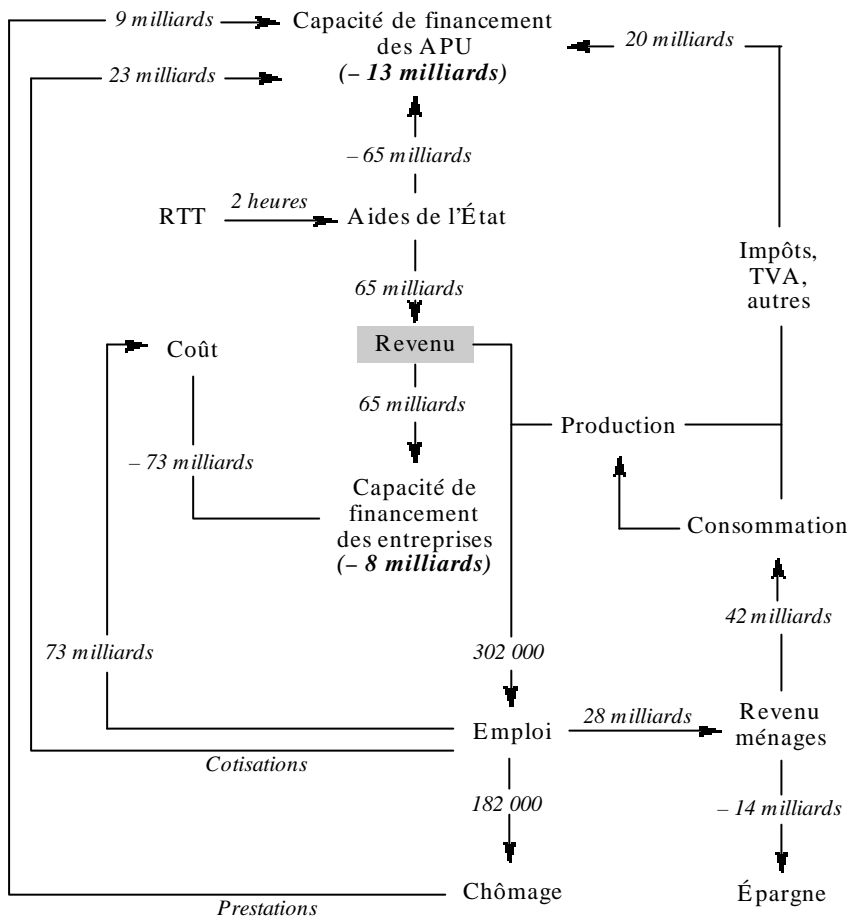 9 milliards
Capacité de financement
des APU
(– 13 milliards)
20 milliards
23 milliards
– 65 milliards
RTT
2 heures
Aides de l'État
Impôts,
TVA,
autres
65 milliards
Coût
Revenu
65 milliards
Production
– 73 milliards
Capacité de
financement
des entreprises
(– 8 milliards)
Consommation
42 milliards
73 milliards
302 000
Emploi
28 milliards
Revenu
ménages
Cotisations
182 000
– 14 milliards
Chômage
Épargne
Prestations